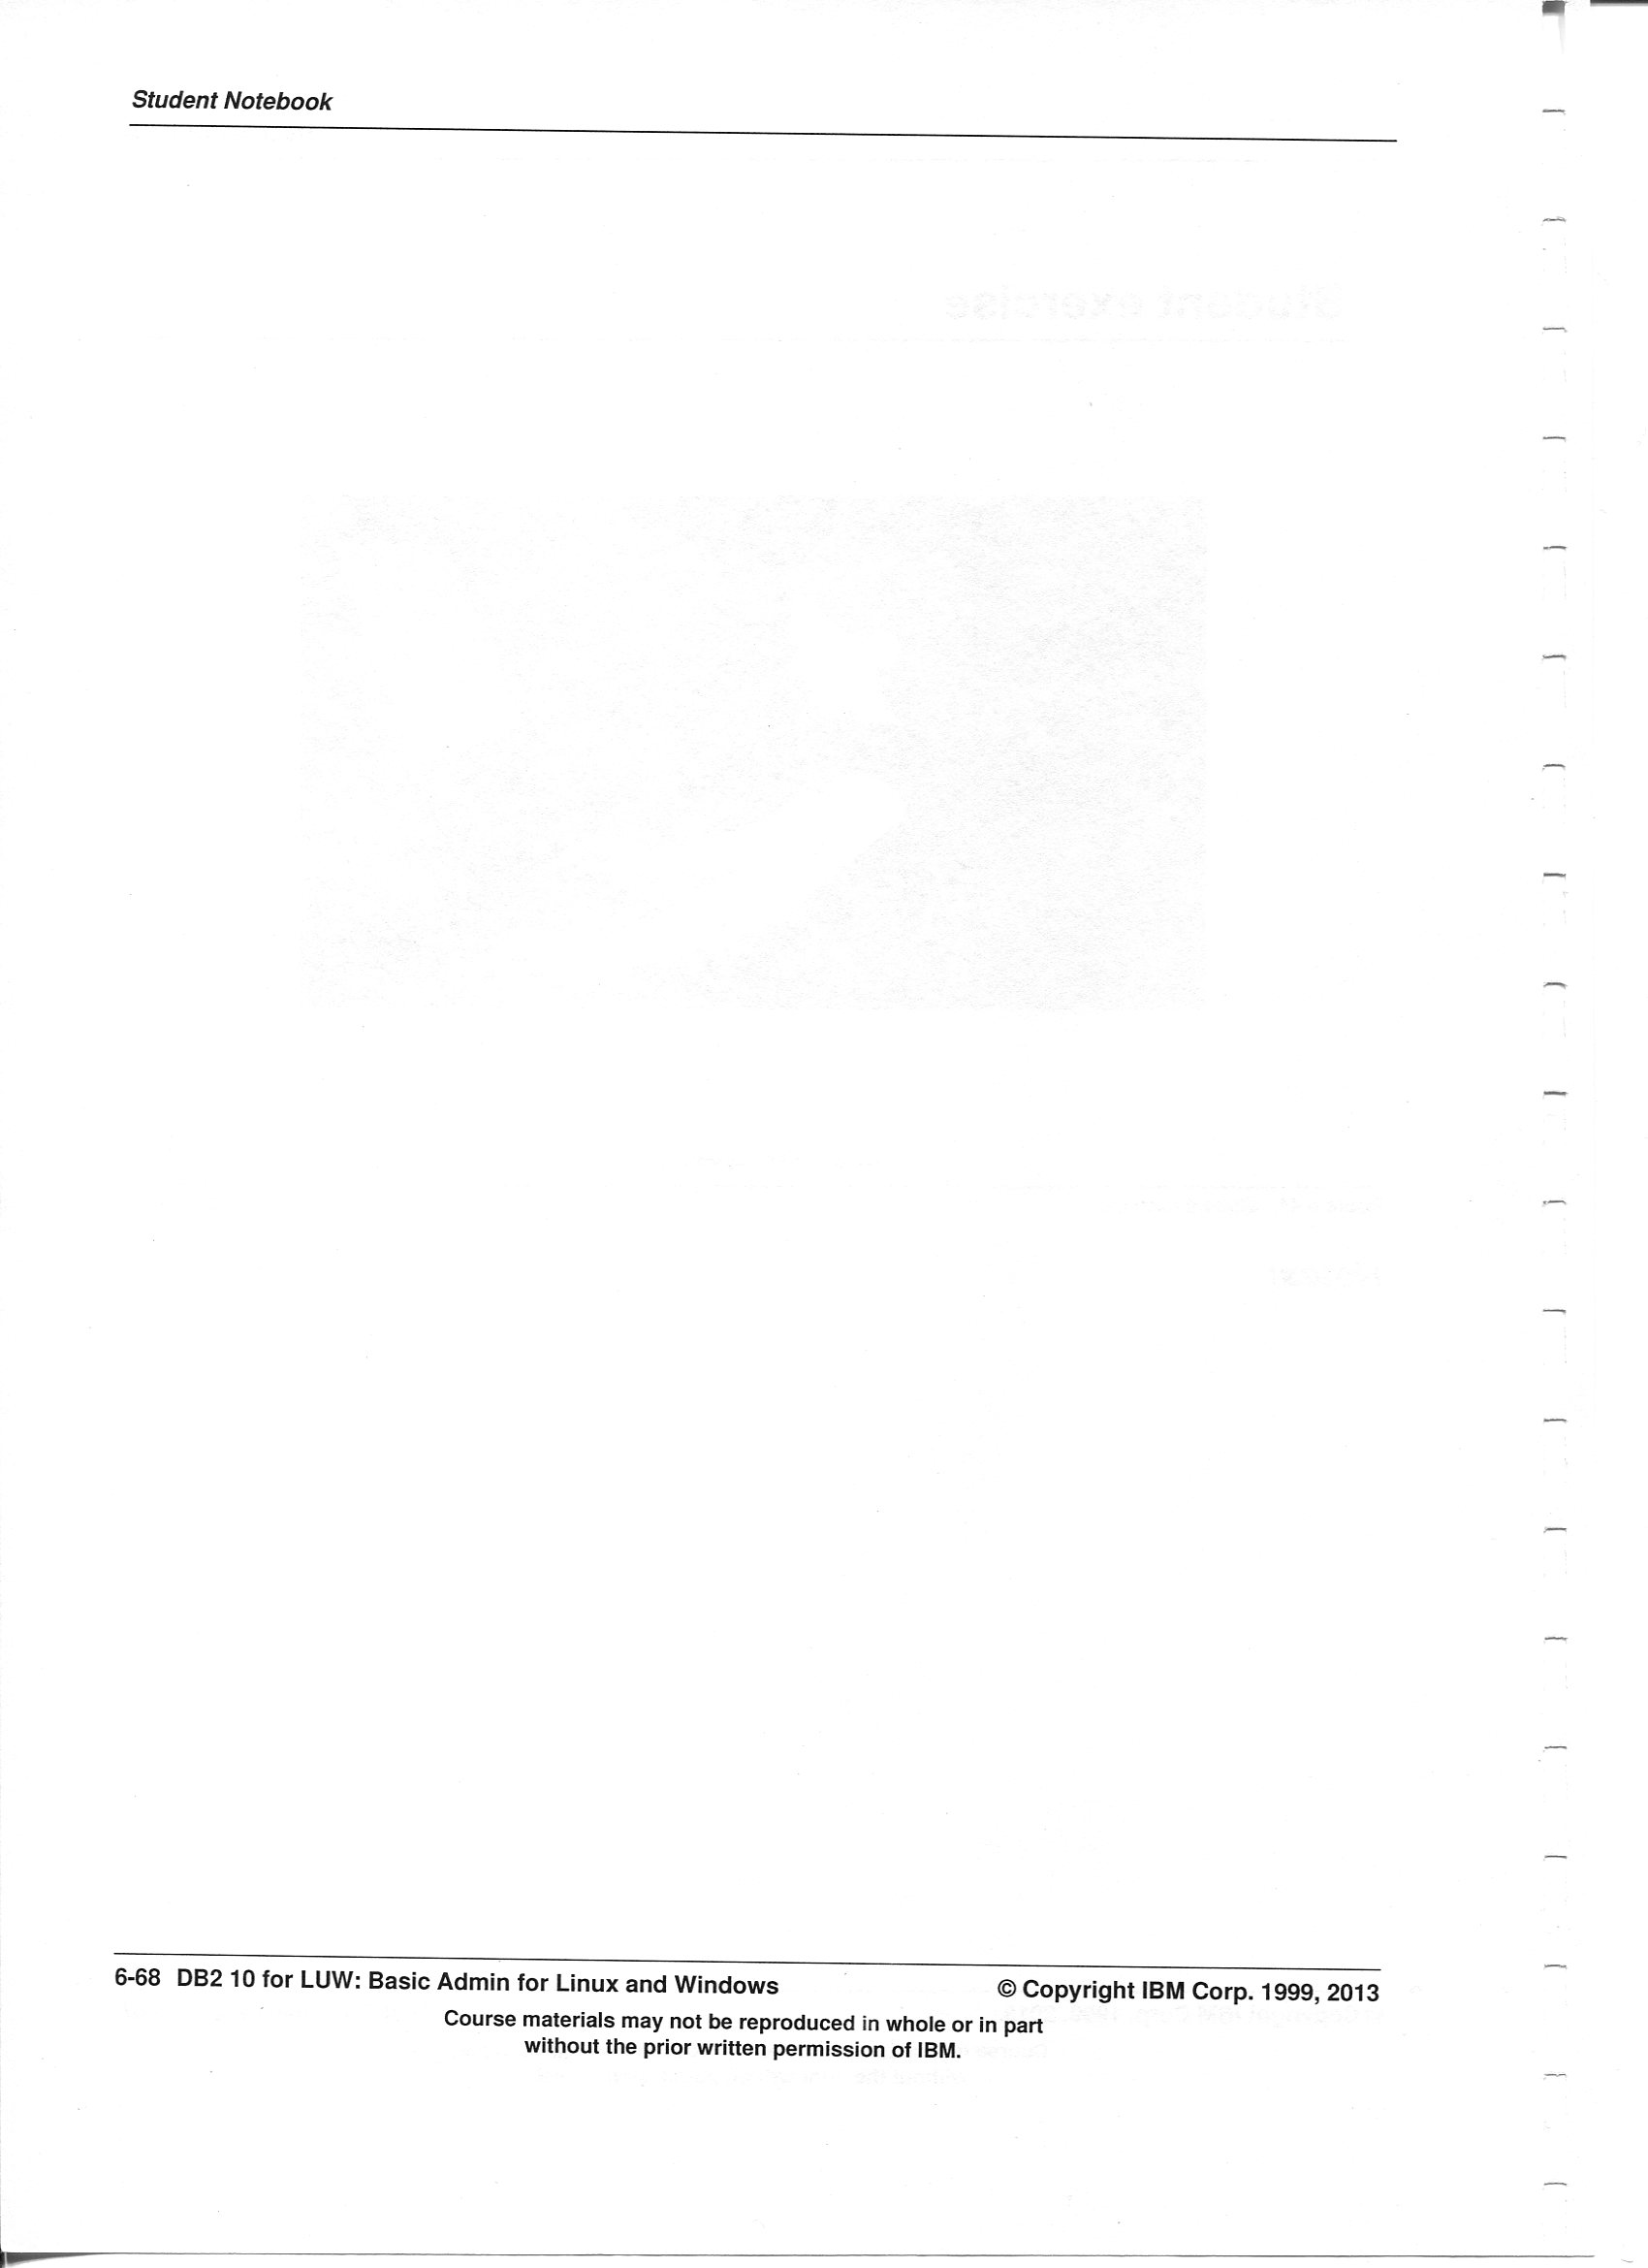 Student Notebook
6-68 DB2 10 for LUW: Basic Admin for Linux and Windows © Copyright IBM Corp. 1999, 2013
Course materials may not be reproduced in whole or in part
without the prior written permission of IBM.